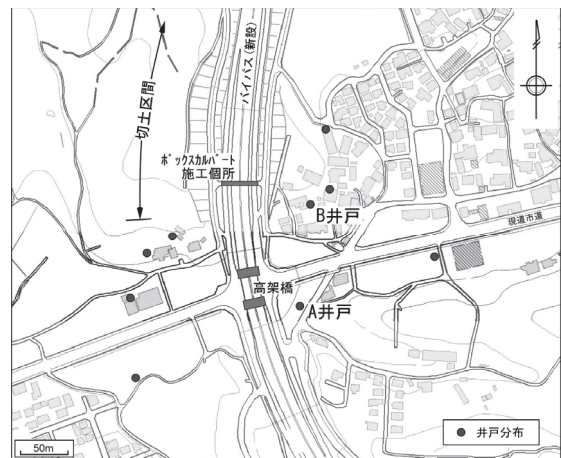 バイパス(新設)
切土区間
ボックスカルバート
施工個所
B井戸
現道市道
高架橋
A井戸
井戸分布
50m